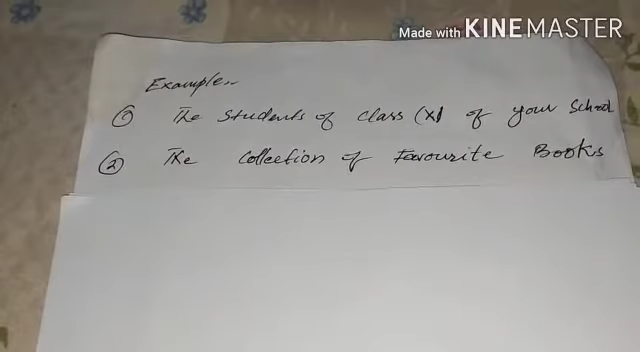 Made with KINEMASTER
Example..
① The Students of Class (X) of your School
② The Collection of Favourite Books